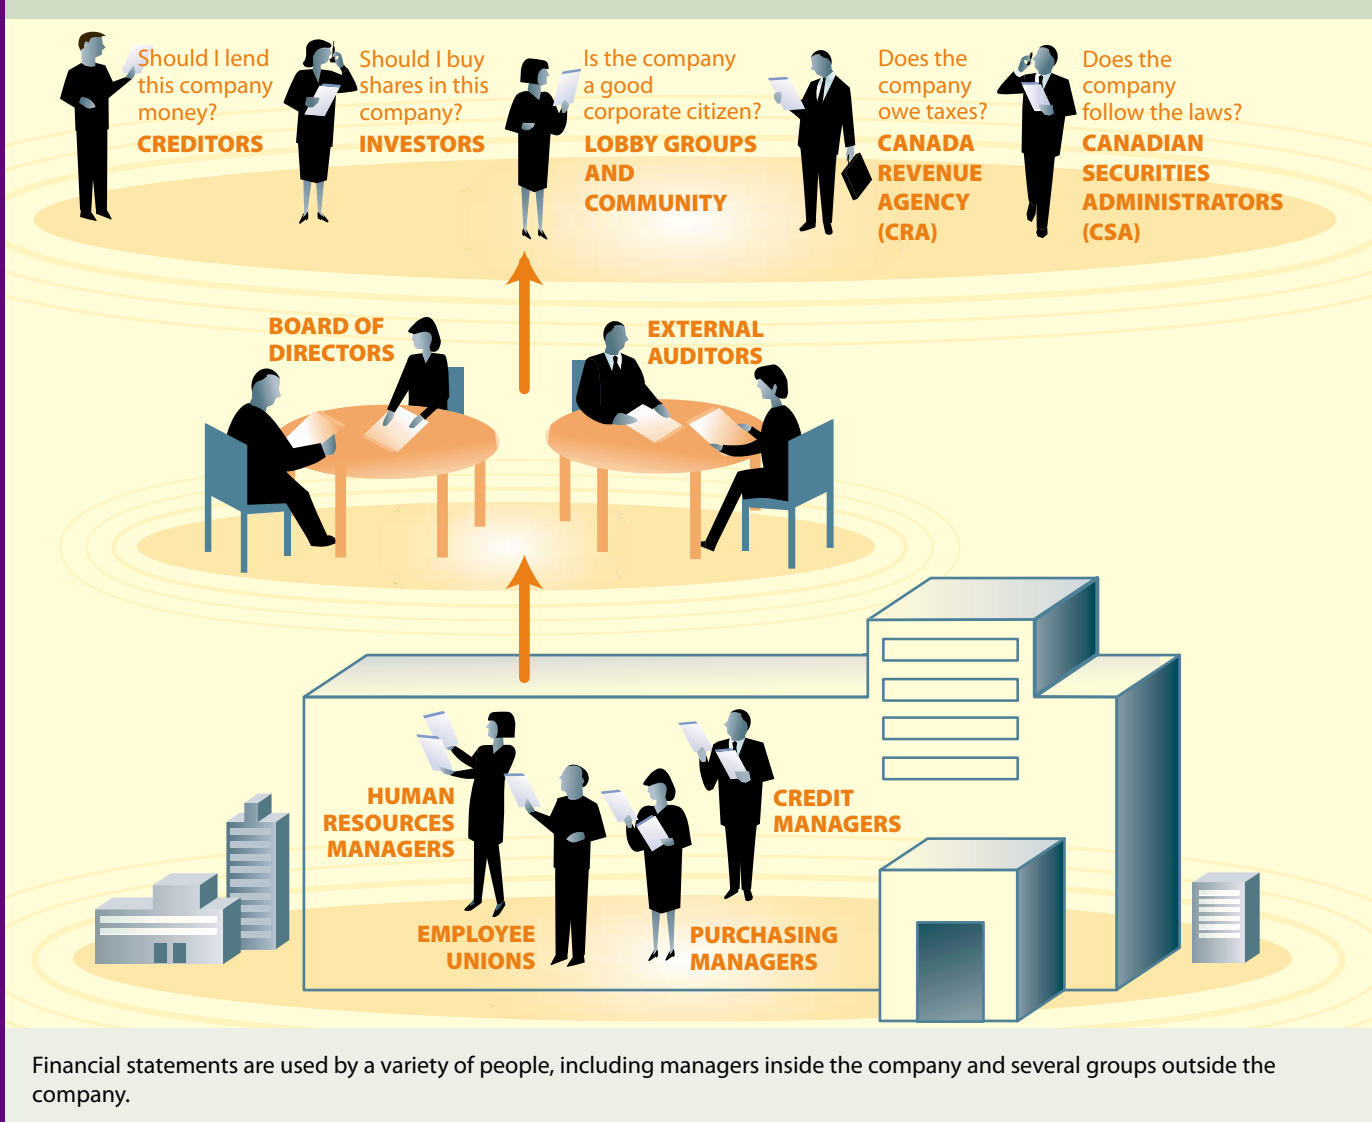 Should I lend
this company
money?
CREDITORS
Should I buy
shares in this
company?
INVESTORS
Is the company
a good
corporate citizen?
LOBBY GROUPS
AND
COMMUNITY
Does the
company
owe taxes?
CANADA
REVENUE
AGENCY
(CRA)
Does the
company
follow the laws?
CANADIAN
SECURITIES
ADMINISTRATORS
(CSA)
BOARD OF
DIRECTORS
EXTERNAL
AUDITORS
HUMAN
RESOURCES
MANAGERS
CREDIT
MANAGERS
EMPLOYEE
UNIONS
PURCHASING
MANAGERS
Financial statements are used by a variety of people, including managers inside the company and several groups outside the
company.